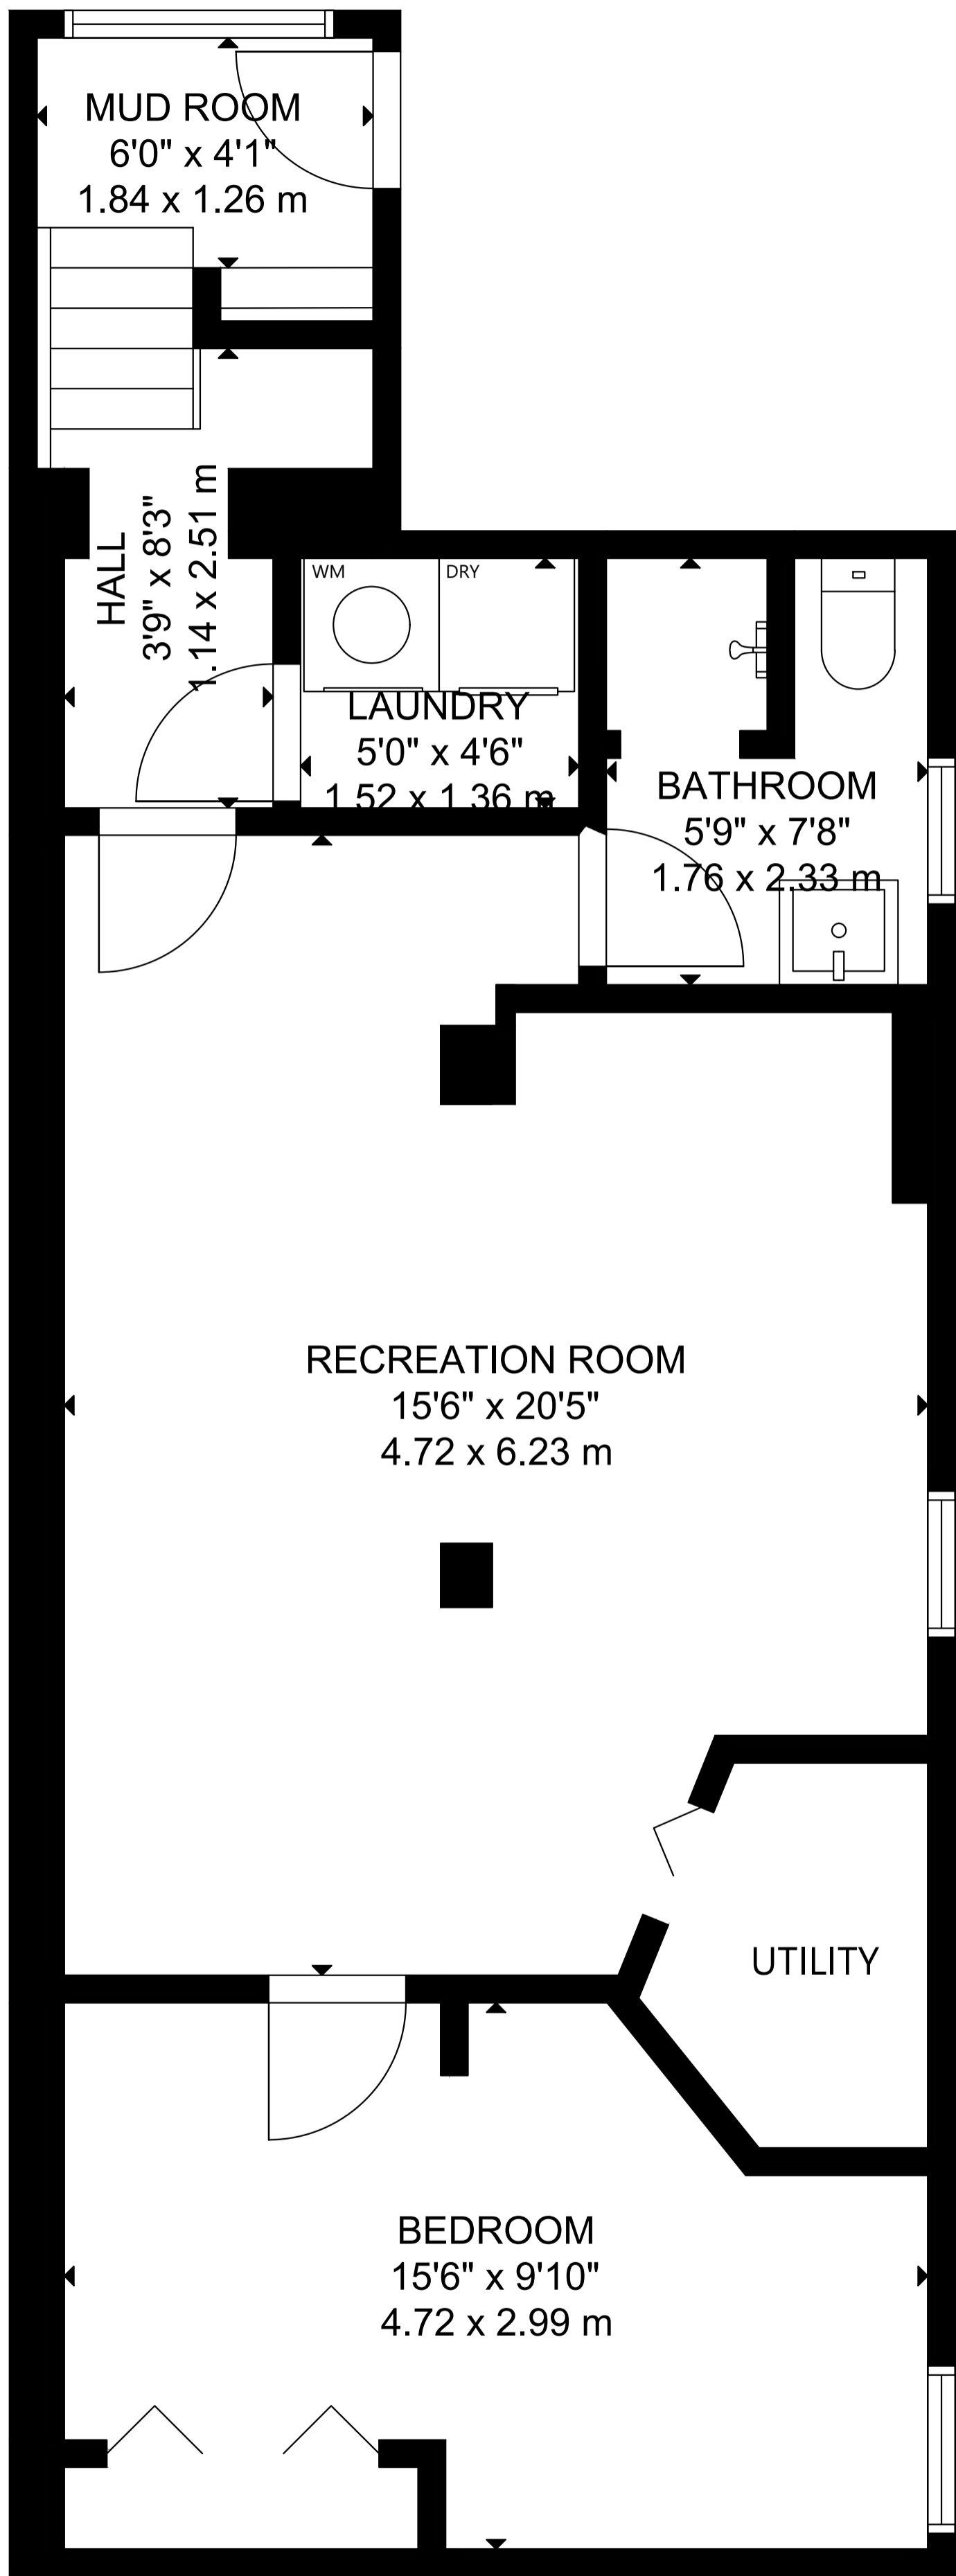 MUD ROOM
6'0" x 4'1"
1.84 x 1.26 m
HALL
3'9" x 8'3"
1.14 x 2.51 m
WM
DRY
LAUNDRY
5'0" x 4'6"
1.52 x 1.36 m
BATHROOM
5'9" x 7'8"
1.76 x 2.33 m
RECREATION ROOM
15'6" x 20'5"
4.72 x 6.23 m
UTILITY
BEDROOM
15'6" x 9'10"
4.72 x 2.99 m